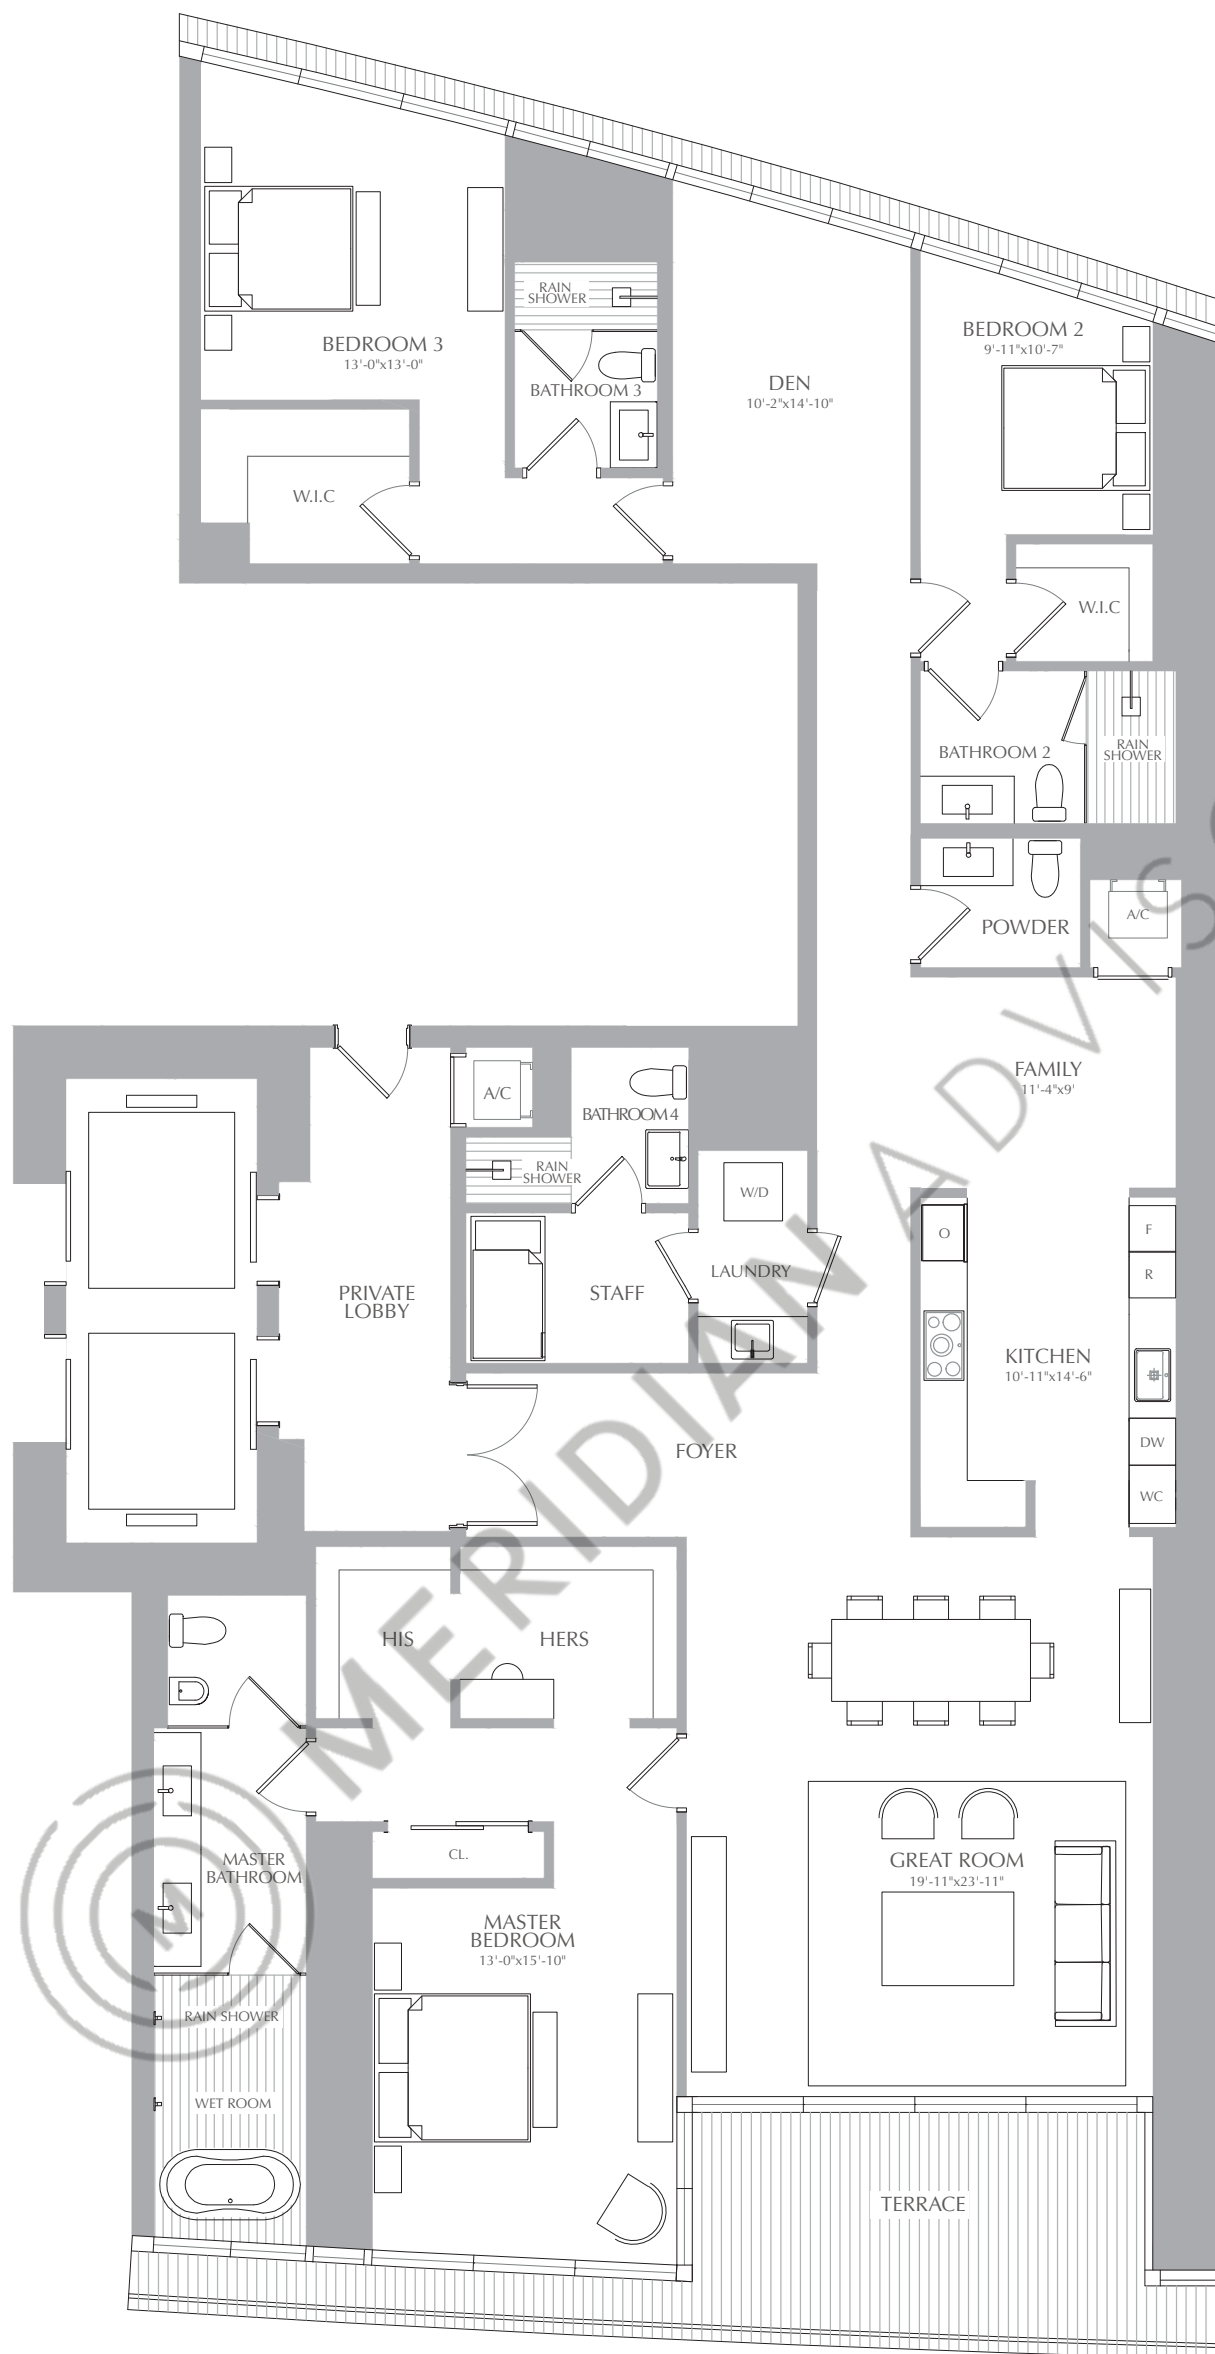 RAIN
SHOWER
BEDROOM 3
13'-0"x13'-0"
BATHROOM 3
BEDROOM 2
9'-11"x10'-7"
DEN
10'-2"x14'-10"
W.I.C
W.I.C
BATHROOM 2
RAIN
SHOWER
POWDER
A/C
FAMILY
11'-4"x9'
A/C
BATHROOM 4
RAIN
SHOWER
W/D
LAUNDRY
STAFF
PRIVATE
LOBBY
O
F
R
KITCHEN
10'-11"x14'-6"
DW
WC
FOYER
HIS
HERS
CL.
MASTER
BATHROOM
GREAT ROOM
19'-11"x23'-11"
MASTER
BEDROOM
13'-0"x15'-10"
RAIN SHOWER
WET ROOM
TERRACE
M
MERIDIAN ADVIS